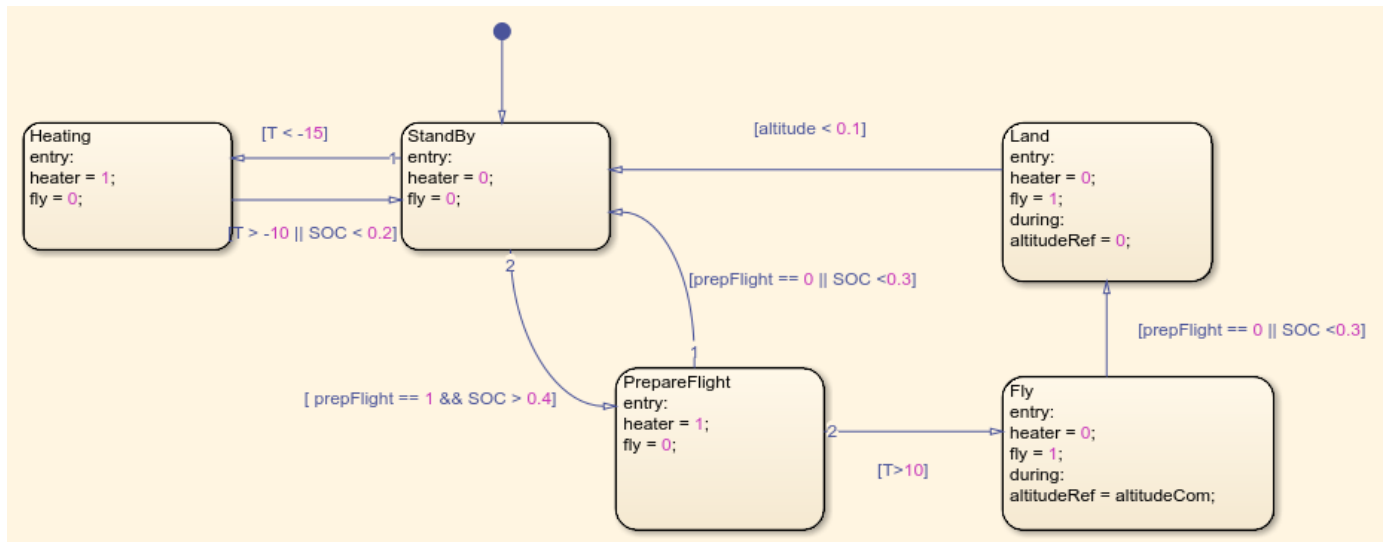 Heating
entry:
heater = 1;
fly = 0;
[T < -15]
1
[T > -10 || SOC < 0.2]
StandBy
entry:
heater = 0;
fly = 0;
2
[altitude < 0.1]
Land
entry:
heater = 0;
fly = 1;
during:
altitudeRef = 0;
[prepFlight == 0 || SOC <0.3]
1
[prepFlight == 0 || SOC <0.3]
[ prepFlight == 1 && SOC > 0.4]
PrepareFlight
entry:
heater = 1;
fly = 0;
2
[T>10]
Fly
entry:
heater = 0;
fly = 1;
during:
altitudeRef = altitudeCom;